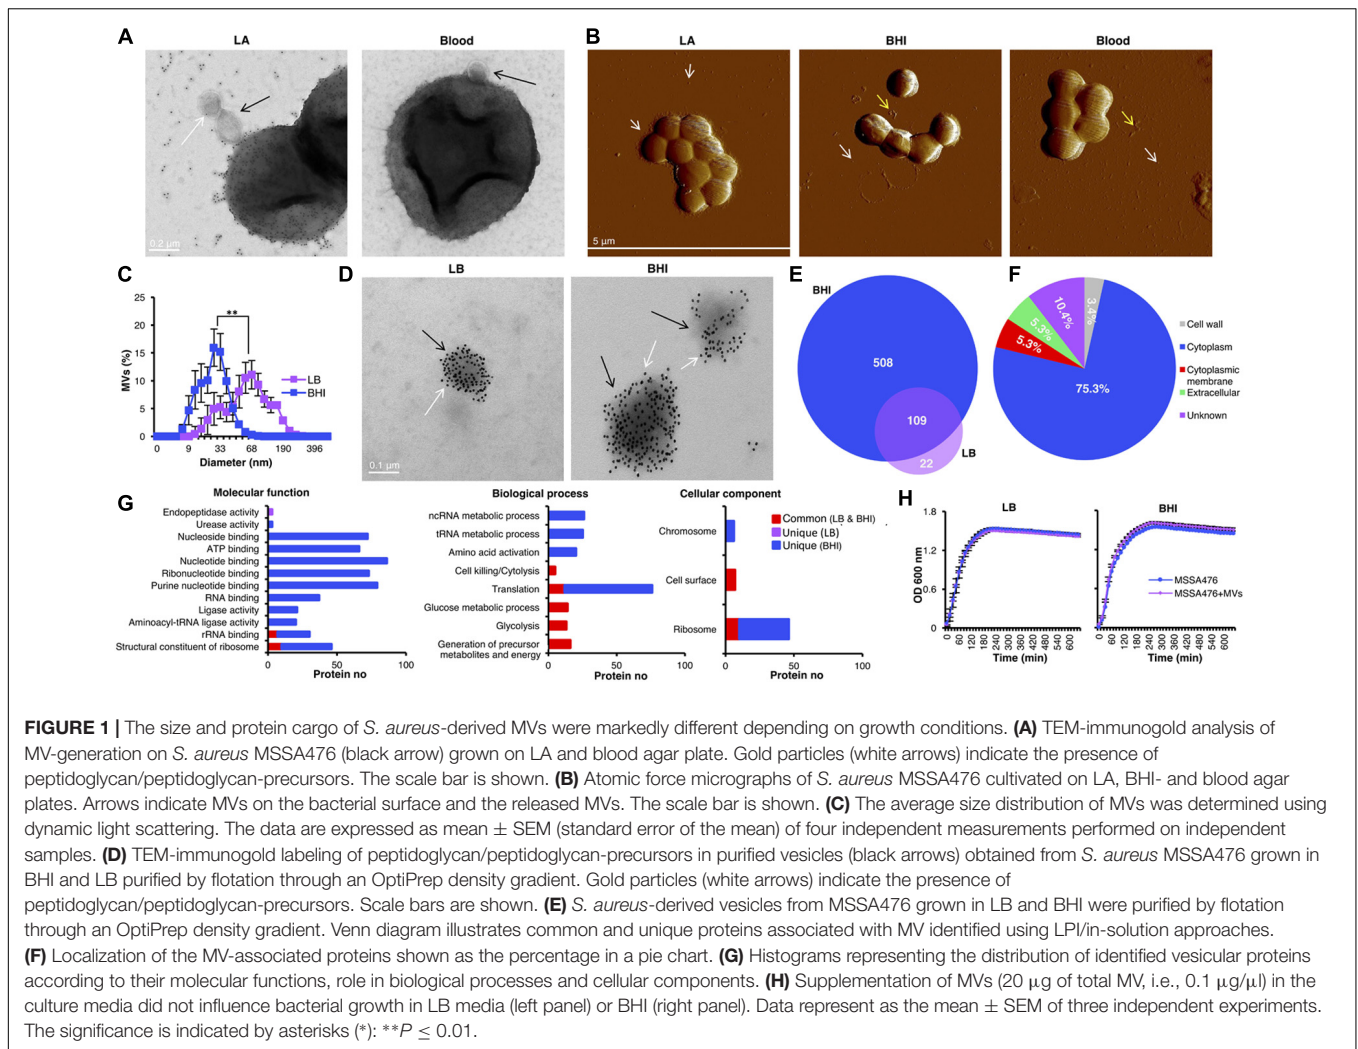 A
LA
Blood
0.2 µm
B
LA
BHI
Blood
5 µm
C
25
20
15
10
5
0
MVs (%)
**
LB
BHI
0 9 33 68 190 396
Diameter (nm)
D
LB
BHI
0.1 µm
E
BHI
508
109
22
LB
F
3.4%
10.4%
5.3%
5.3%
75.3%
Cell wall
Cytoplasm
Cytoplasmic
membrane
Extracellular
Unknown
G
Molecular function
Endopeptidase activity
Urease activity
Nucleoside binding
ATP binding
Nucleotide binding
Ribonucleotide binding
Purine nucleotide binding
RNA binding
Ligase activity
Aminoacyl-tRNA ligase activity
rRNA binding
Structural constituent of ribosome
0 50 100
Protein no
Biological process
ncRNA metabolic process
tRNA metabolic process
Amino acid activation
Cell killing/Cytolysis
Translation
Glucose metabolic process
Glycolysis
Generation of precursor
metabolites and energy
0 50 100
Protein no
Cellular component
Chromosome
Cell surface
Ribosome
0 50 100
Protein no
Common (LB & BHI)
Unique (LB)
Unique (BHI)
H
LB
BHI
1.8
1.2
0.6
0
OD 600 nm
0 60 120 180 240 300 360 420 480 540 600
Time (min)
0 60 120 180 240 300 360 420 480 540 600
Time (min)
MSSA476
MSSA476+MVs
FIGURE 1 | The size and protein cargo of S. aureus-derived MVs were markedly different depending on growth conditions. (A) TEM-immunogold analysis of
MV-generation on S. aureus MSSA476 (black arrow) grown on LA and blood agar plate. Gold particles (white arrows) indicate the presence of
peptidoglycan/peptidoglycan-precursors. The scale bar is shown. (B) Atomic force micrographs of S. aureus MSSA476 cultivated on LA, BHI- and blood agar
plates. Arrows indicate MVs on the bacterial surface and the released MVs. The scale bar is shown. (C) The average size distribution of MVs was determined using
dynamic light scattering. The data are expressed as mean ± SEM (standard error of the mean) of four independent measurements performed on independent
samples. (D) TEM-immunogold labeling of peptidoglycan/peptidoglycan-precursors in purified vesicles (black arrows) obtained from S. aureus MSSA476 grown in
BHI and LB purified by flotation through an OptiPrep density gradient. Gold particles (white arrows) indicate the presence of
peptidoglycan/peptidoglycan-precursors. Scale bars are shown. (E) S. aureus-derived vesicles from MSSA476 grown in LB and BHI were purified by flotation
through an OptiPrep density gradient. Venn diagram illustrates common and unique proteins associated with MV identified using LPI/in-solution approaches.
(F) Localization of the MV-associated proteins shown as the percentage in a pie chart. (G) Histograms representing the distribution of identified vesicular proteins
according to their molecular functions, role in biological processes and cellular components. (H) Supplementation of MVs (20 µg of total MV, i.e., 0.1 µg/µl) in the
culture media did not influence bacterial growth in LB media (left panel) or BHI (right panel). Data represent as the mean ± SEM of three independent experiments.
The significance is indicated by asterisks (*): **P ≤ 0.01.